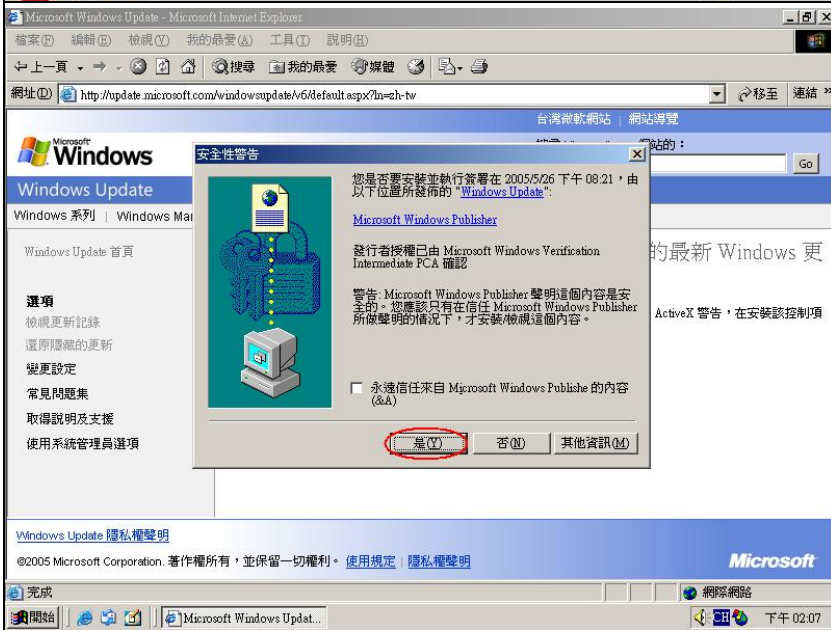 Microsoft Windows Update - Microsoft Internet Explorer
檔案(F) 編輯(E) 檢視(V) 我的最愛(A) 工具(T) 說明(H)
上一頁 搜尋 我的最愛 媒體
網址(D) http://update.microsoft.com/windowsupdate/v6/default.aspx?ln=zh-tw 移至 連結 »
台灣微軟網站 | 網站導覽
Microsoft
Windows
網站的：
Go
Windows Update
Windows 系列 | Windows Mar
Windows Update 首頁
選項
檢視更新記錄
還原隱藏的更新
變更設定
常見問題集
取得說明及支援
使用系統管理員選項
安全性警告
您是否要安裝並執行簽署在 2005/5/26 下午 08:21，由
以下位置所發佈的 "Windows Update":
Microsoft Windows Publisher
發行者授權已由 Microsoft Windows Verification
Intermediate PCA 確認
警告: Microsoft Windows Publisher 聲明這個內容是安
全的。您應該只有在信任 Microsoft Windows Publisher
所做聲明的情況下，才安裝/檢視這個內容。
永遠信任來自 Microsoft Windows Publishe 的內容
(&A)
是(Y) 否(N) 其他資訊(M)
的最新 Windows 更
ActiveX 警告，在安裝該控制項
Windows Update 隱私權聲明
©2005 Microsoft Corporation. 著作權所有，並保留一切權利。 使用規定 | 隱私權聲明
Microsoft
完成 網際網路
開始 Microsoft Windows Updat... CH 下午 02:07